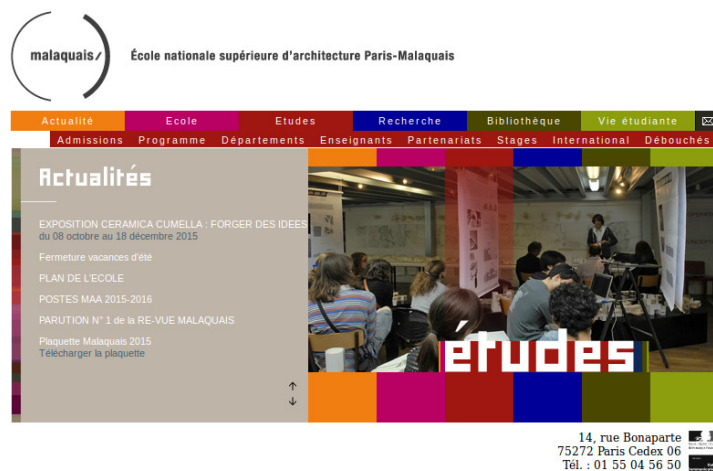 malaquais/
École nationale supérieure d'architecture Paris-Malaquais
Actualité Ecole Etudes Recherche Bibliothèque Vie étudiante
Admissions Programme Départements Enseignants Partenariats Stages International Débouchés
Actualités
EXPOSITION CERAMICA CUMELLA : FORGER DES IDEES
du 08 octobre au 18 décembre 2015
Fermeture vacances d'été
PLAN DE L'ECOLE
POSTES MAA 2015-2016
PARUTION N° 1 de la RE-VUE MALAQUAIS
Plaquette Malaquais 2015
Télécharger la plaquette
études
14, rue Bonaparte
75272 Paris Cedex 06
Tél. : 01 55 04 56 50